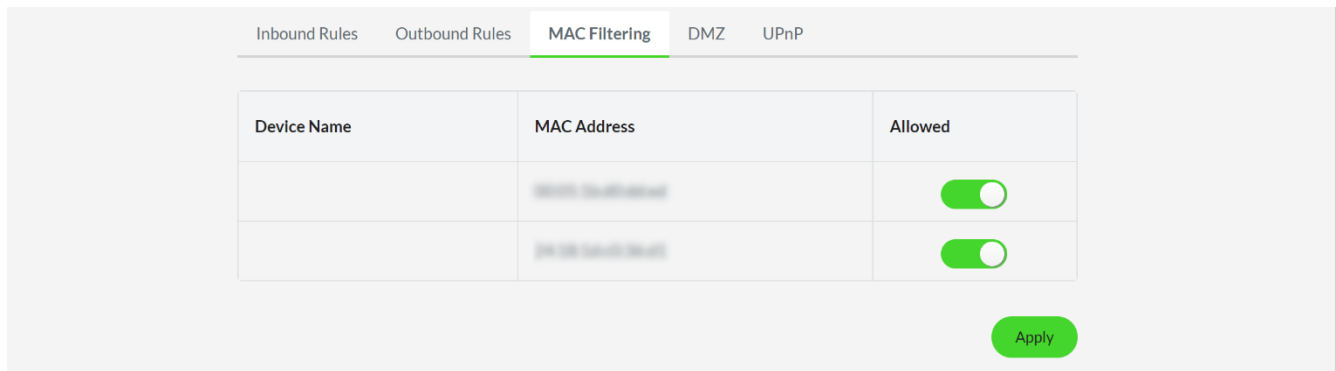 Inbound Rules Outbound Rules MAC Filtering DMZ UPnP
Device Name MAC Address Allowed
Apply